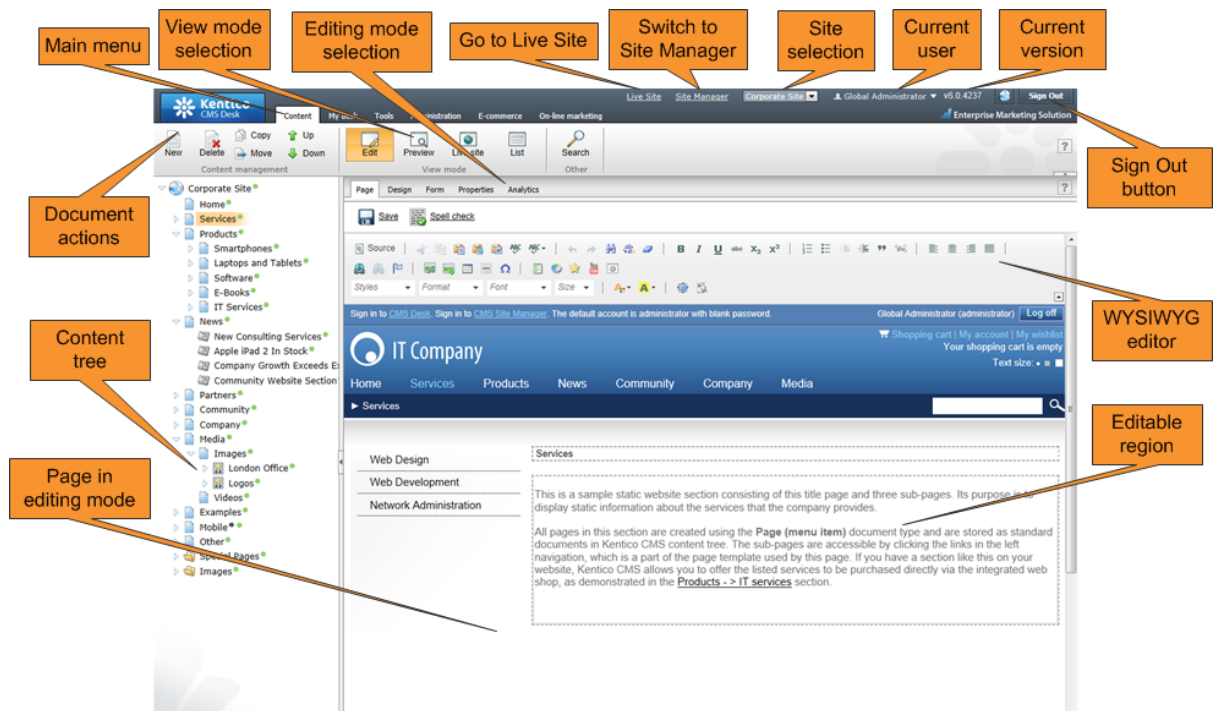 Main menu
View mode
selection
Editing mode
selection
Go to Live Site
Switch to
Site Manager
Site
selection
Current
user
Current
version
Live Site Site Manager Corporate Site Global Administrator v6.0.4237 Sign Out
Kentico
CMS Desk
Content My Tools Administration E-commerce On-line marketing
Enterprise Marketing Solution
New Delete Copy Move Up Down
Content management
Edit Preview Live site List
View mode
Search
Other
?
Sign Out
button
Document
actions
Content
tree
Page in
editing mode
WYSIWYG
editor
Editable
region
Corporate Site
Home
Services
Products
Smartphones
Laptops and Tablets
Software
E-Books
IT Services
News
New Consulting Services
Apple iPad 2 In Stock
Company Growth Exceeds
Community Website Section
Partners
Community
Company
Media
Images
London Office
Logos
Videos
Examples
Mobile
Other
Special Pages
Images
Page Design Form Properties Analytics
?
Save Spell check
Source B I U abc X₂ X²
Styles Format Font Size A A
Sign in to CMS Desk. Sign in to CMS Site Manager. The default account is administrator with blank password. Global Administrator (administrator) Log off
Shopping cart | My account | My wishlist
Your shopping cart is empty
Text size:
IT Company
Home Services Products News Community Company Media
Services
Web Design
Web Development
Network Administration
Services
This is a sample static website section consisting of this title page and three sub-pages. Its purpose is to
display static information about the services that the company provides.
All pages in this section are created using the Page (menu item) document type and are stored as standard
documents in Kentico CMS content tree. The sub-pages are accessible by clicking the links in the left
navigation, which is a part of the page template used by this page. If you have a section like this on your
website, Kentico CMS allows you to offer the listed services to be purchased directly via the integrated web
shop, as demonstrated in the Products - > IT services section.